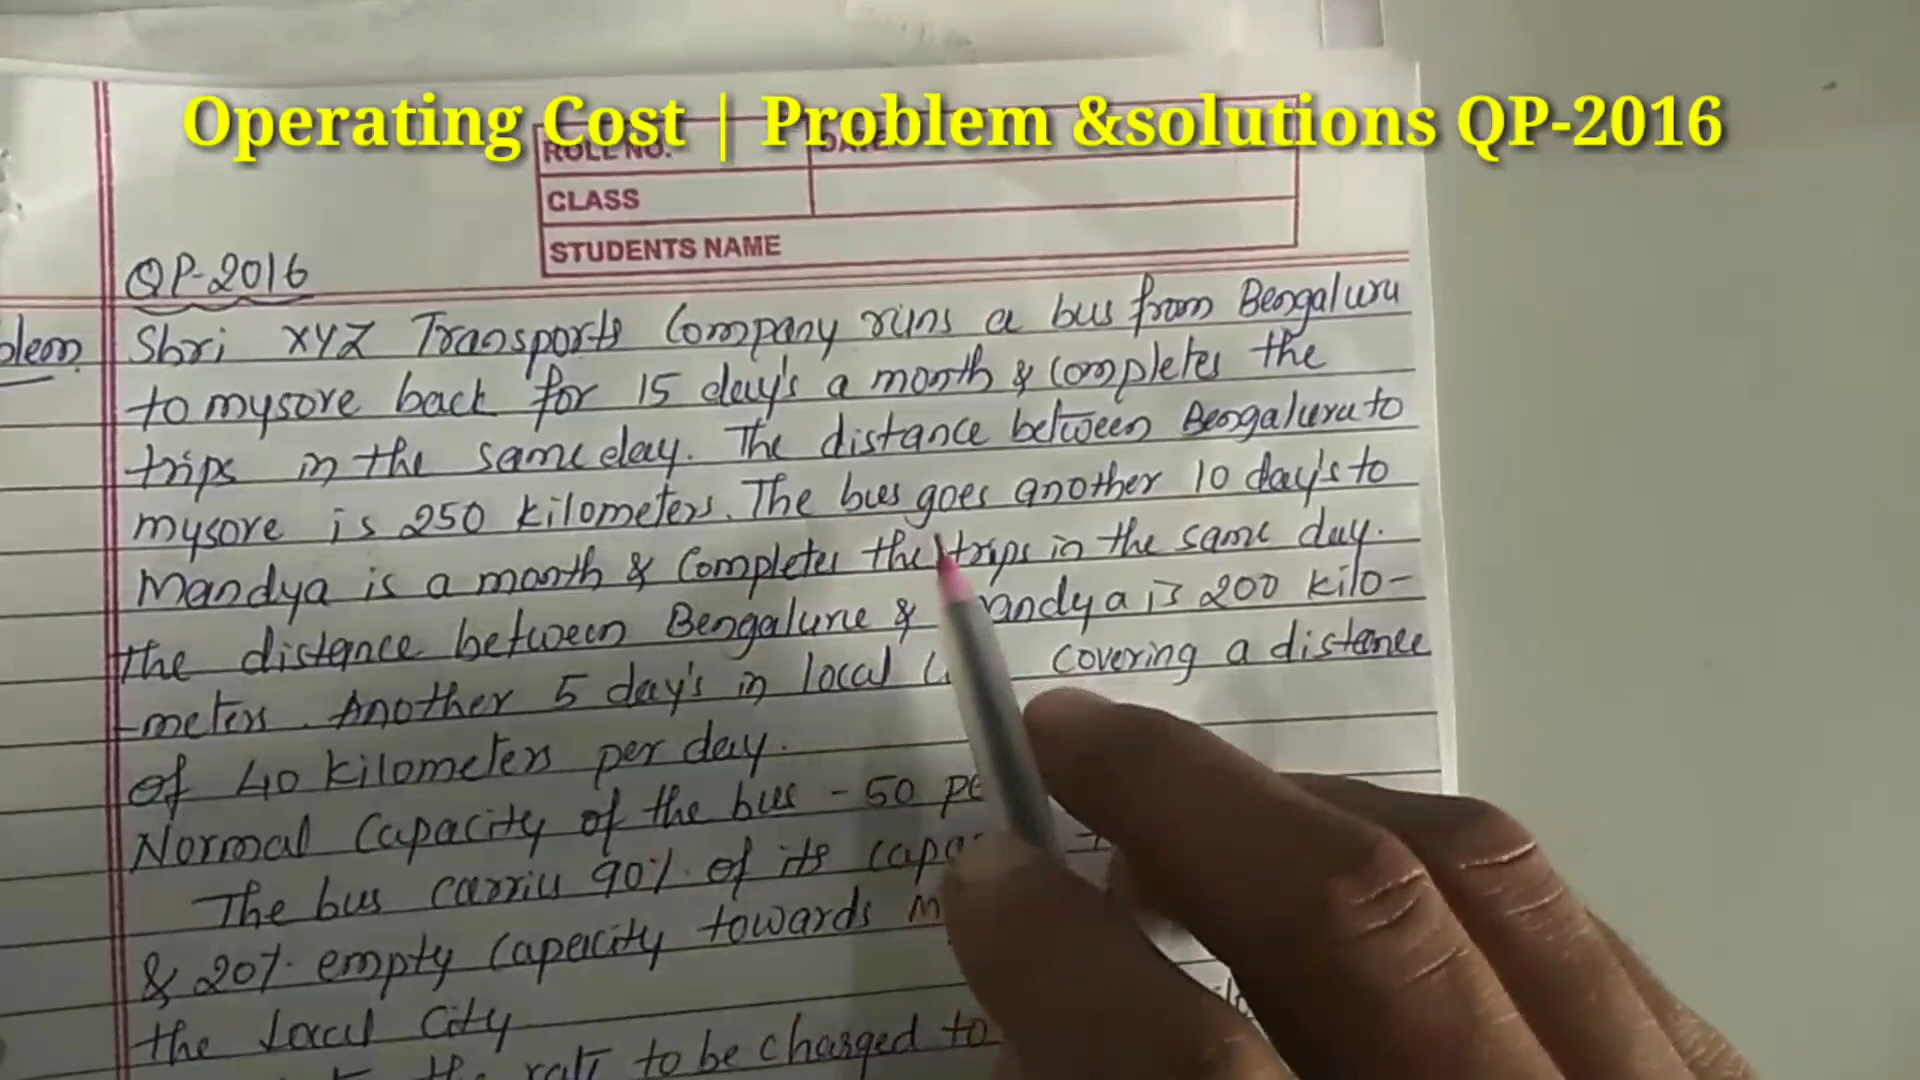 Operating Cost | Problem &solutions QP-2016
ROLL NO. DATE
CLASS
STUDENTS NAME
QP-2016
Shri XYZ Transports Company runs a bus from Bengaluru
to mysore back for 15 day's a month & completes the
trips in the same day. The distance between Bengaluru to
mysore is 250 kilometers. The bus goes another 10 day's to
Mandya is a month & Completes the trips in the same day.
The distance between Bengalure & andya is 200 kilo-
-meters. Another 5 day's in local covering a distance
of 40 kilometers per day.
Normal Capacity of the bus - 50
The bus carries 90% of its
& 20% empty capacity towards
the Local City
the rate to be charged to